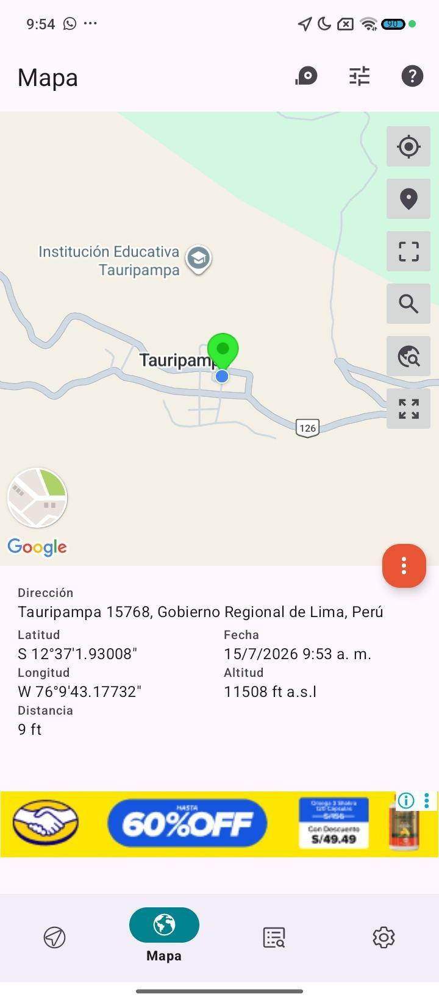 9:54
90
Mapa
Institución Educativa
Tauripampa
Tauripamp
126
Google
Dirección
Tauripampa 15768, Gobierno Regional de Lima, Perú
Latitud
Fecha
S 12°37'1.93008"
15/7/2026 9:53 a. m.
Longitud
Altitud
W 76°9'43.17732"
11508 ft a.s.l
Distancia
9 ft
HASTA
60%OFF
120
Con Descuento
S/49.49
Mapa